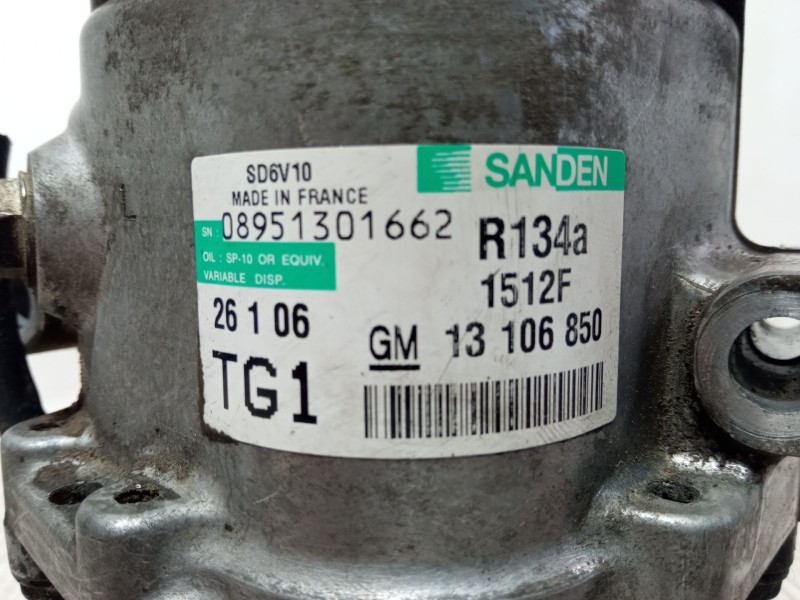 SD6V10
MADE IN FRANCE
SANDEN
SN : 08951301662
R134a
OIL : SP-10 OR EQUIV.
VARIABLE DISP.
1512F
26 1 06
GM 13 106 850
TG1
L